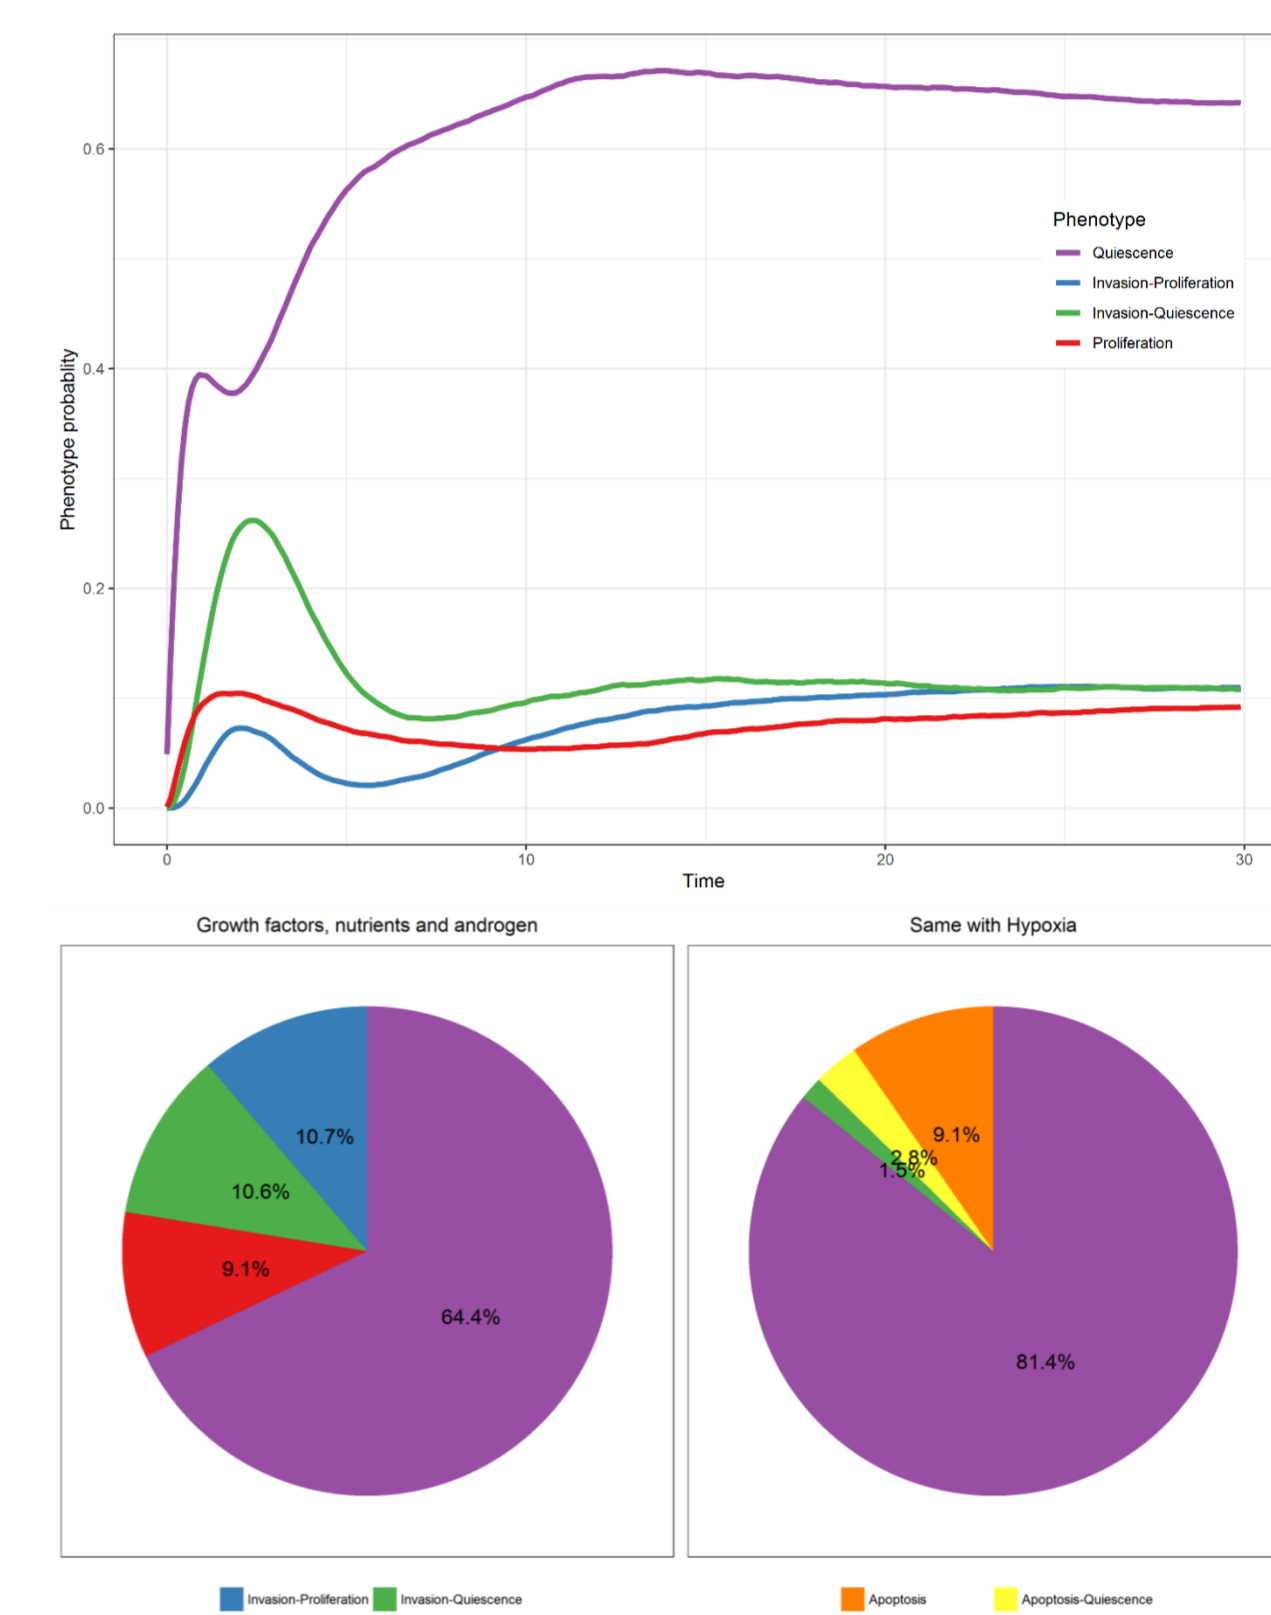 Phenotype probablity
0.6
0.4
0.2
0.0
Phenotype
Quiescence
Invasion-Proliferation
Invasion-Quiescence
Proliferation
0 10 20 30
Time
Growth factors, nutrients and androgen
10.7%
10.6%
9.1%
64.4%
Same with Hypoxia
9.1%
2.8%
1.5%
81.4%
Invasion-Proliferation Invasion-Quiescence
Apoptosis Apoptosis-Quiescence